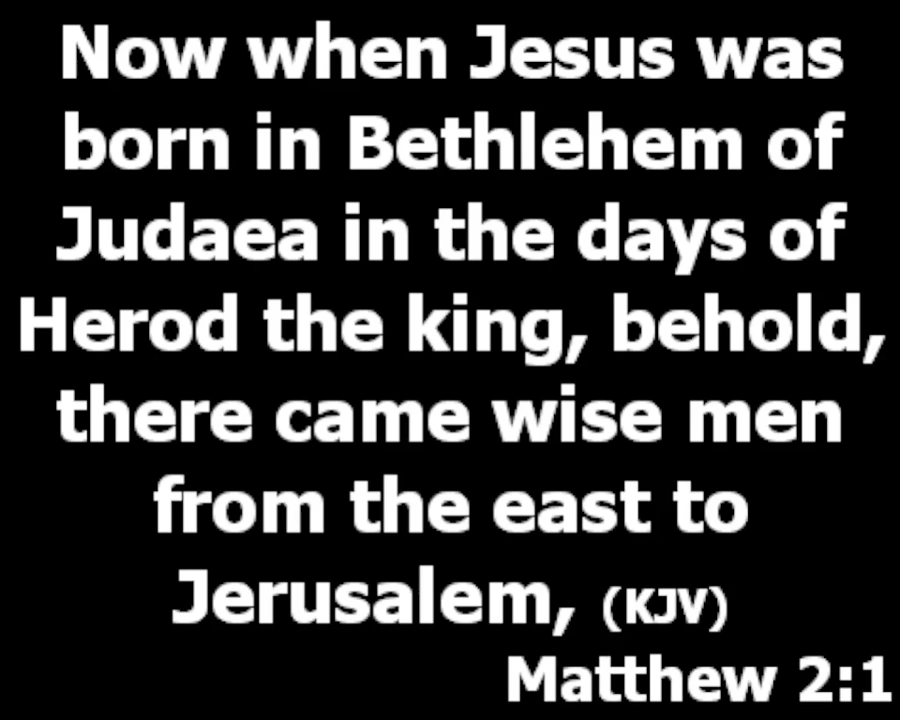 Now when Jesus was
born in Bethlehem of
Judaea in the days of
Herod the king, behold,
there came wise men
from the east to
Jerusalem, (KJV)
Matthew 2:1